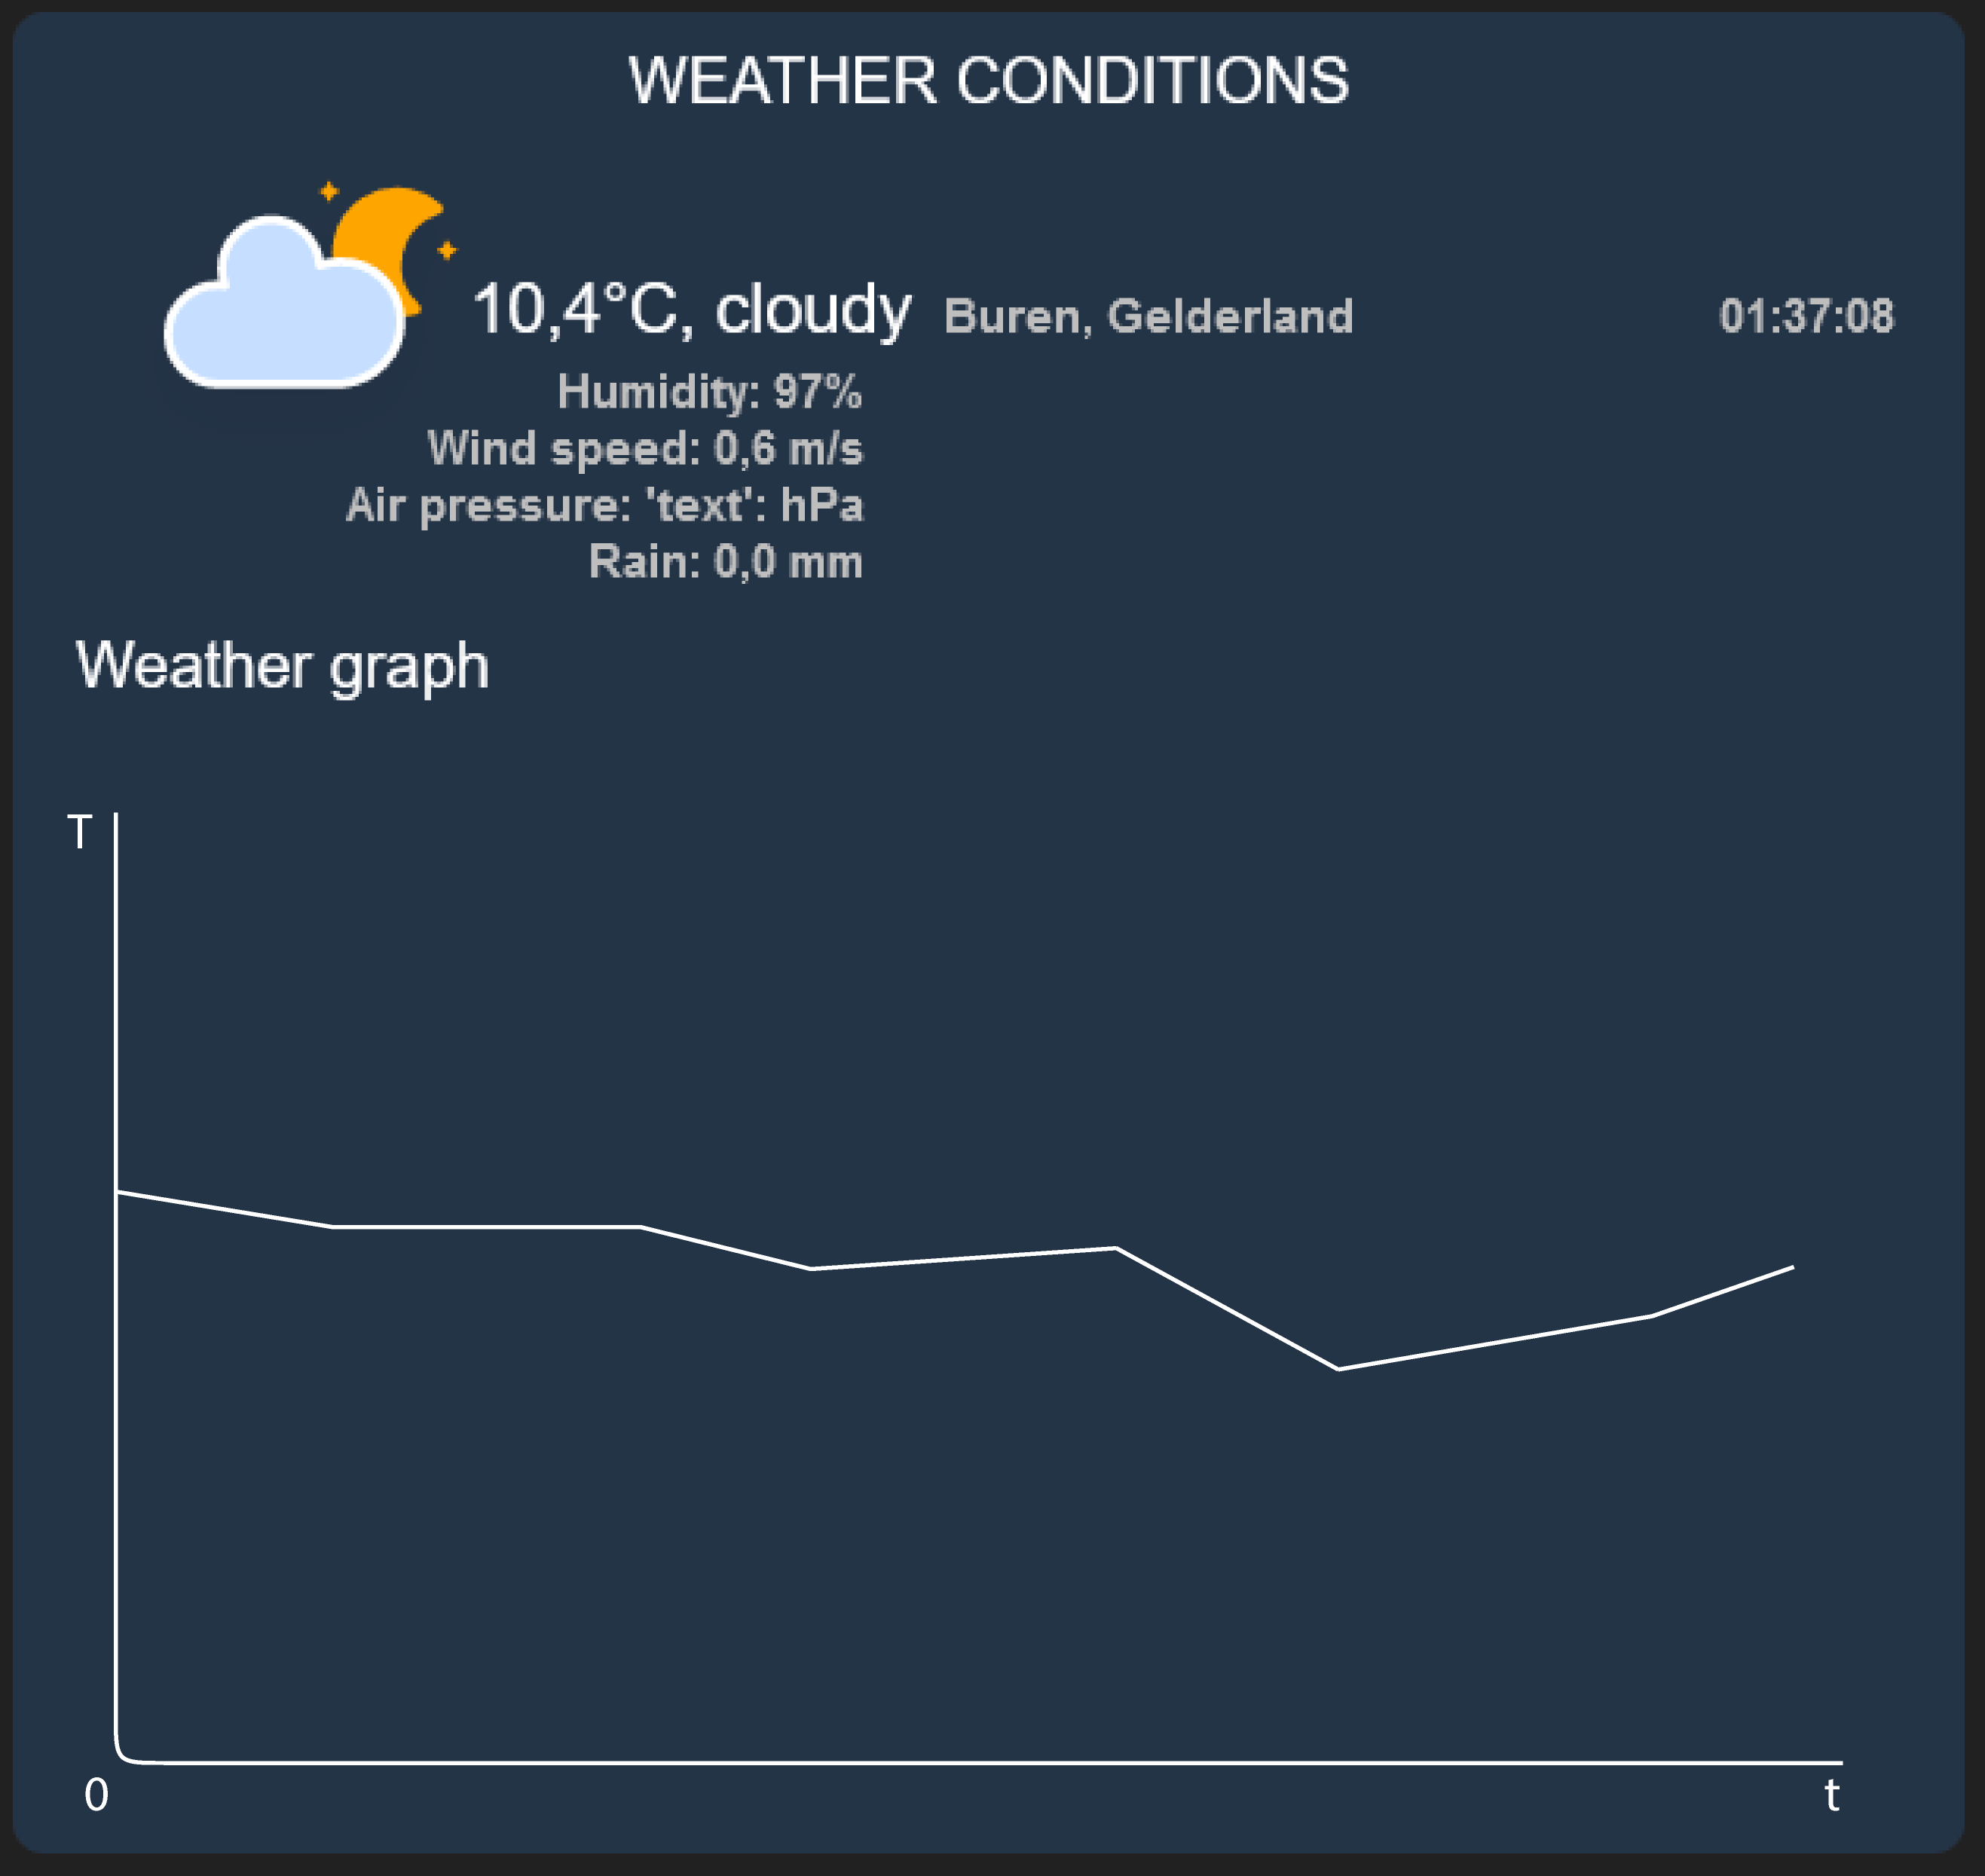 WEATHER CONDITIONS
10,4°C, cloudy Buren, Gelderland 01:37:08
Humidity: 97%
Wind speed: 0,6 m/s
Air pressure: 'text': hPa
Rain: 0,0 mm
Weather graph
T
0 t